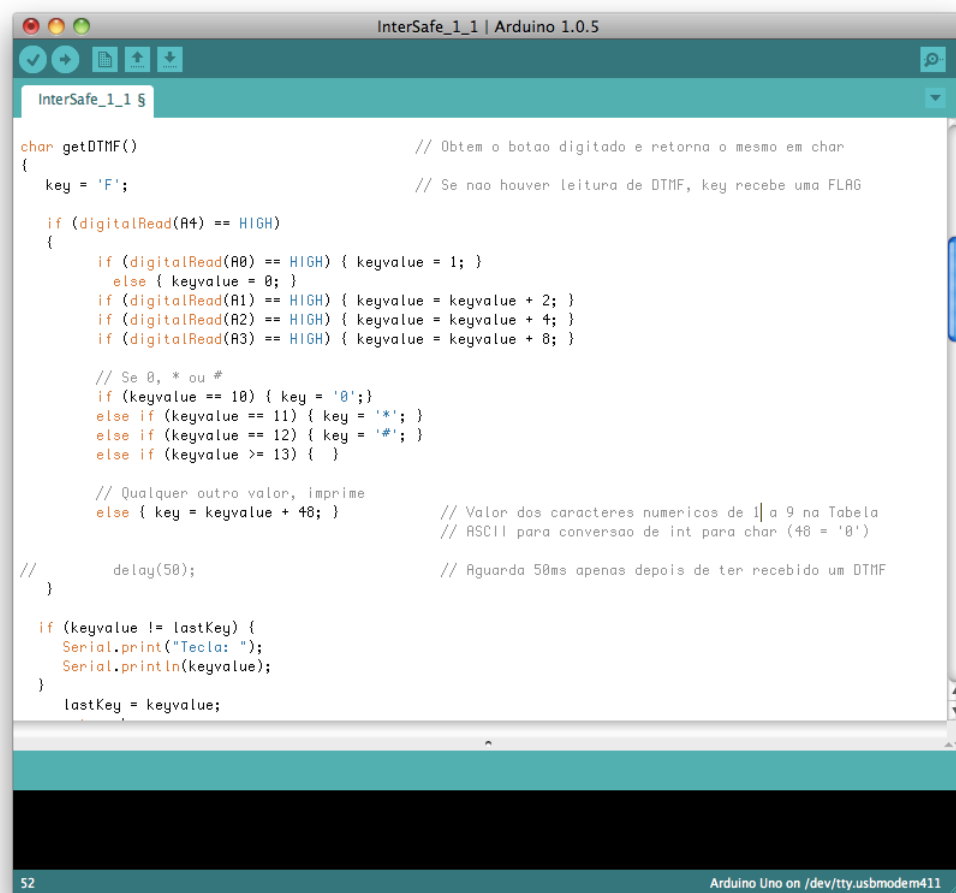 InterSafe_1_1 | Arduino 1.0.5
InterSafe_1_1 §
char getDTMF() // Obtem o botao digitado e retorna o mesmo em char
{
key = 'F'; // Se nao houver leitura de DTMF, key recebe uma FLAG
if (digitalRead(A4) == HIGH)
{
if (digitalRead(A0) == HIGH) { keyvalue = 1; }
else { keyvalue = 0; }
if (digitalRead(A1) == HIGH) { keyvalue = keyvalue + 2; }
if (digitalRead(A2) == HIGH) { keyvalue = keyvalue + 4; }
if (digitalRead(A3) == HIGH) { keyvalue = keyvalue + 8; }
// Se 0, * ou #
if (keyvalue == 10) { key = '0';}
else if (keyvalue == 11) { key = '*'; }
else if (keyvalue == 12) { key = '#'; }
else if (keyvalue >= 13) {  }
// Qualquer outro valor, imprime
else { key = keyvalue + 48; } // Valor dos caracteres numericos de 1 a 9 na Tabela
// ASCII para conversao de int para char (48 = '0')
// delay(50); // Aguarda 50ms apenas depois de ter recebido um DTMF
}
if (keyvalue != lastKey) {
Serial.print("Tecla: ");
Serial.println(keyvalue);
}
lastKey = keyvalue;
52 Arduino Uno on /dev/tty.usbmodem411